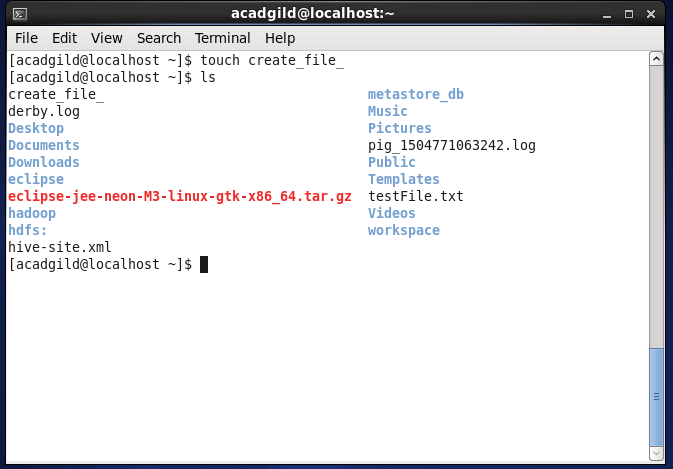 acadgild@localhost:~
File Edit View Search Terminal Help
[acadgild@localhost ~]$ touch create_file_
[acadgild@localhost ~]$ ls
create_file_ metastore_db
derby.log Music
Desktop Pictures
Documents pig_1504771063242.log
Downloads Public
eclipse Templates
eclipse-jee-neon-M3-linux-gtk-x86_64.tar.gz testFile.txt
hadoop Videos
hdfs: workspace
hive-site.xml
[acadgild@localhost ~]$